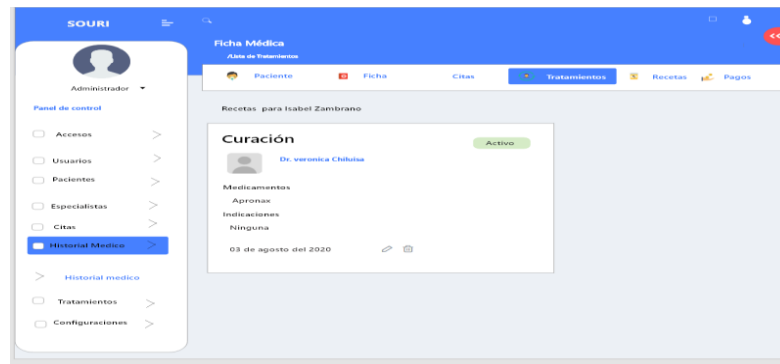 SOURI
Administrador
Panel de control
Accesos
Usuarios
Pacientes
Especialistas
Citas
Historial Medico
Historial medico
Tratamientos
Configuraciones
Ficha Médica
/Lista de Tratamientos
Paciente Ficha Citas Tratamientos Recetas Pagos
Recetas para Isabel Zambrano
Curación
Activo
Dr. veronica Chiluisa
Medicamentos
Apronax
Indicaciones
Ninguna
03 de agosto del 2020